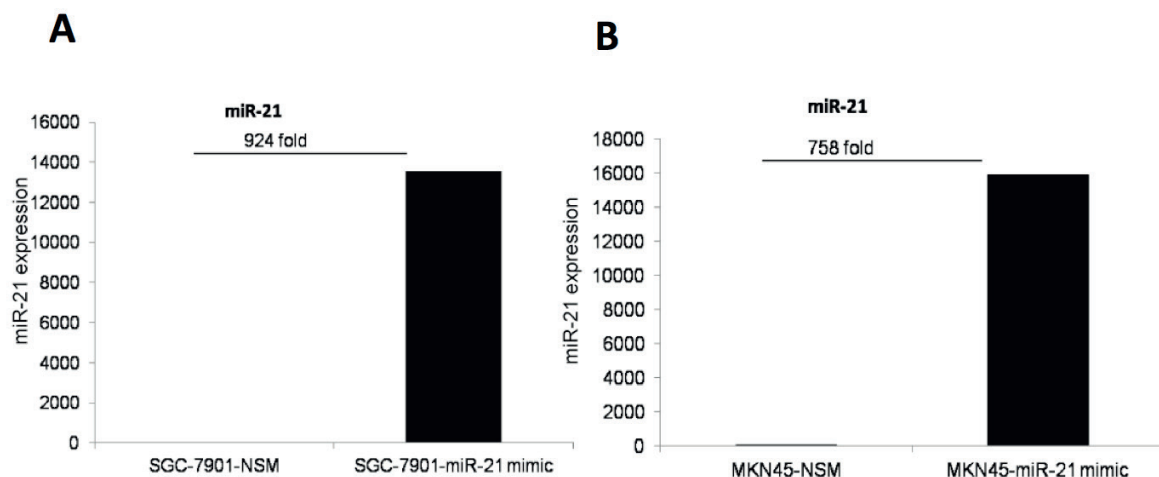 A
miR-21
924 fold
16000
14000
12000
10000
8000
6000
4000
2000
0
miR-21 expression
SGC-7901-NSM
SGC-7901-miR-21 mimic
B
miR-21
758 fold
18000
16000
14000
12000
10000
8000
6000
4000
2000
0
miR-21 expression
MKN45-NSM
MKN45-miR-21 mimic